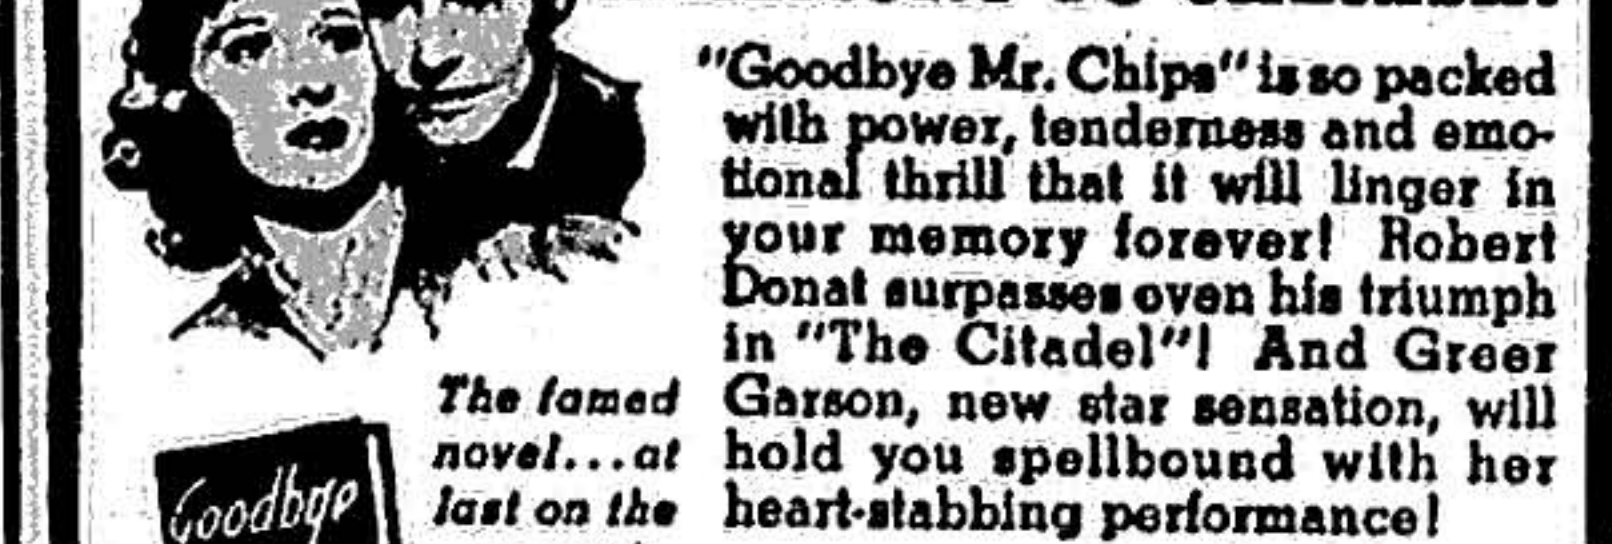 "Goodbye Mr. Chips" is so packed
with power, tenderness and emo-
tional thrill that it will linger in
your memory forever! Robert
Donat surpasses even his triumph
in "The Citadel"! And Greer
Garson, new star sensation, will
hold you spellbound with her
heart-stabbing performance!
The famed
novel...at
last on the
Goodbye